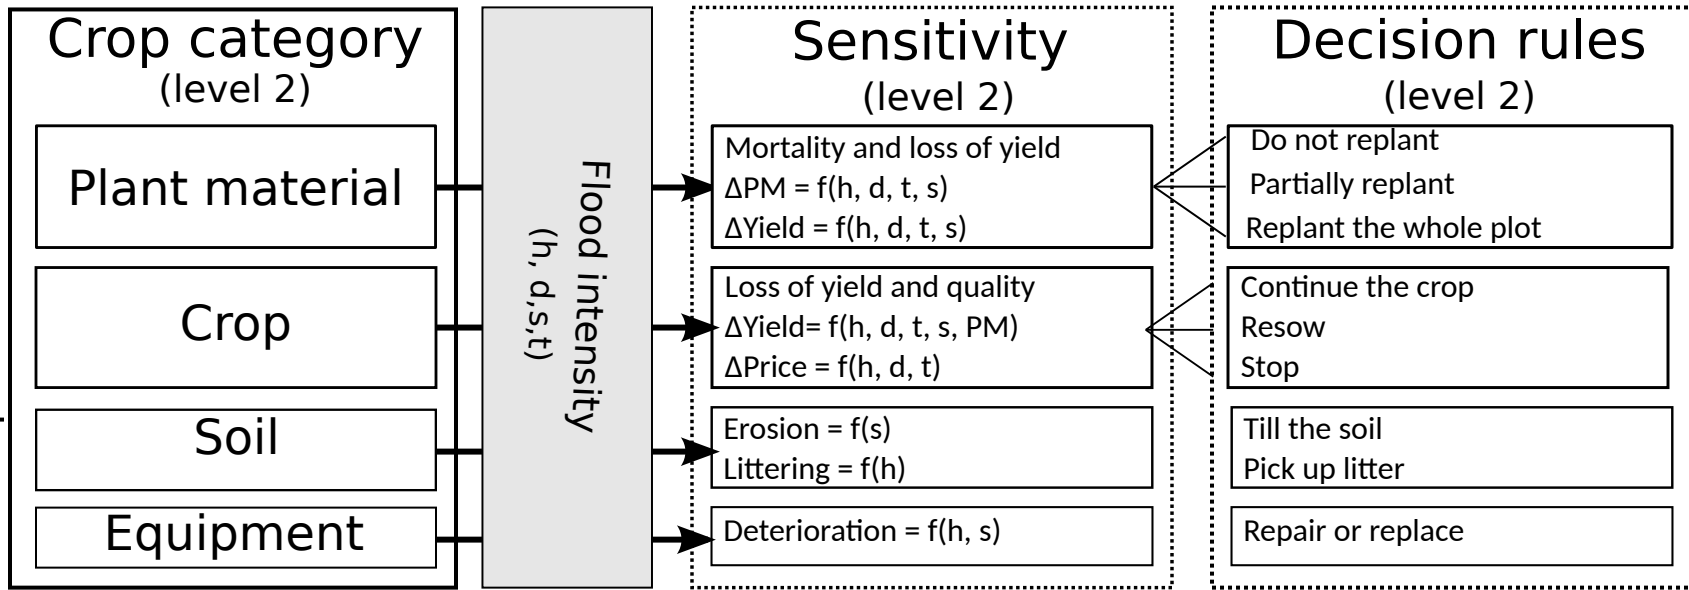 Crop category
(level 2)
Plant material
Crop
Soil
Equipment
Flood intensity
(h, d,s,t)
Sensitivity
(level 2)
Mortality and loss of yield
ΔPM = f(h, d, t, s)
ΔYield = f(h, d, t, s)
Loss of yield and quality
ΔYield= f(h, d, t, s, PM)
ΔPrice = f(h, d, t)
Erosion = f(s)
Littering = f(h)
Deterioration = f(h, s)
Decision rules
(level 2)
Do not replant
Partially replant
Replant the whole plot
Continue the crop
Resow
Stop
Till the soil
Pick up litter
Repair or replace